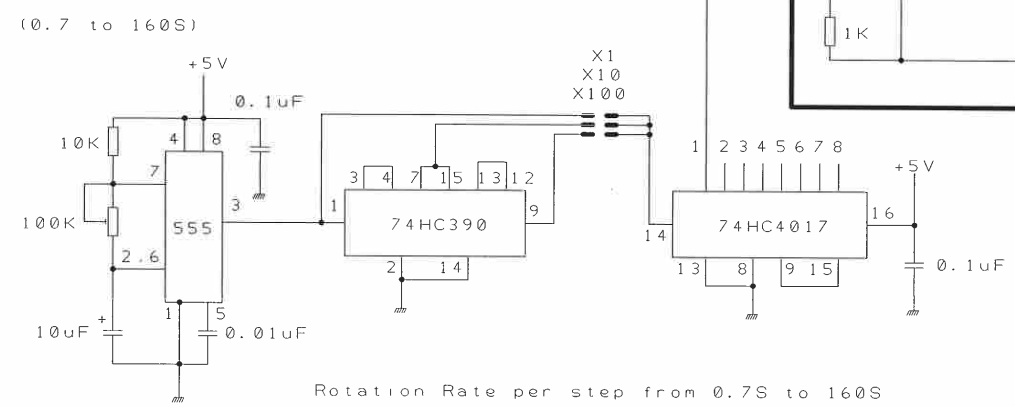 (0.7 to 160S)
+5V
0.1uF
10K
4 8
7
3
100K
555
2.6
1 5
+
10uF
0.01uF
X1
X10
X100
3 4 7 15 13 12
1
74HC390
9
2 14
1K
1 2 3 4 5 6 7 8
+5V
74HC4017
16
14
13 8 9 15
0.1uF
Rotation Rate per step from 0.7S to 160S